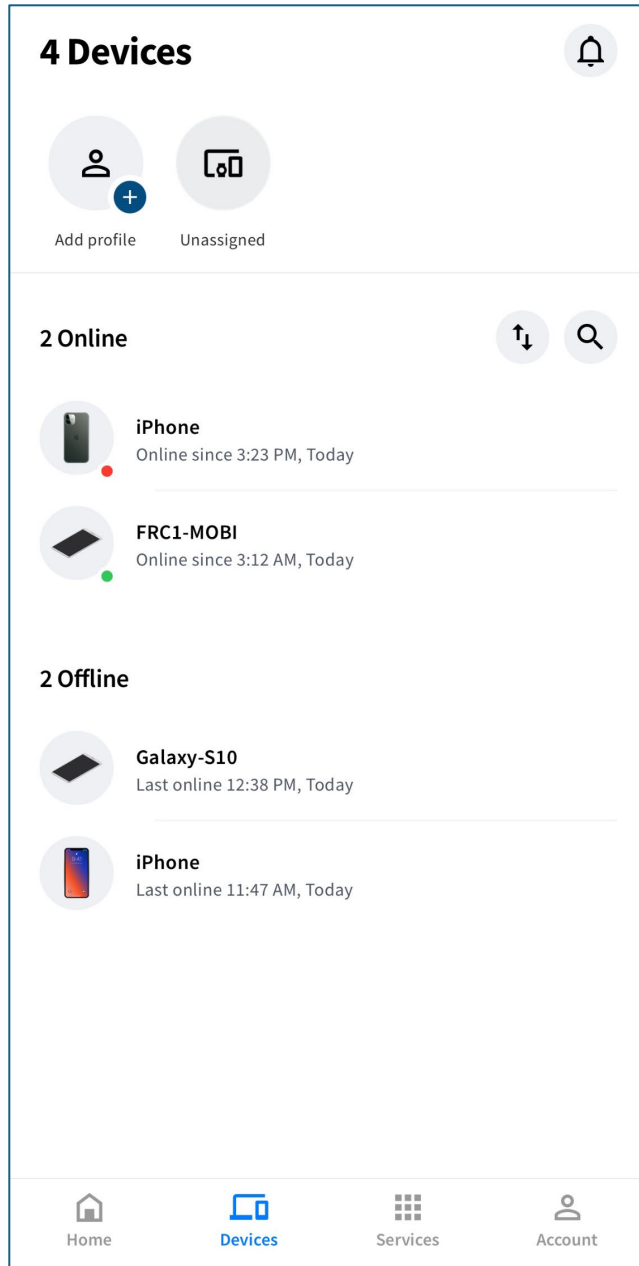 4 Devices
Add profile
Unassigned
2 Online
iPhone
Online since 3:23 PM, Today
FRC1-MOBI
Online since 3:12 AM, Today
2 Offline
Galaxy-S10
Last online 12:38 PM, Today
iPhone
Last online 11:47 AM, Today
Home
Devices
Services
Account